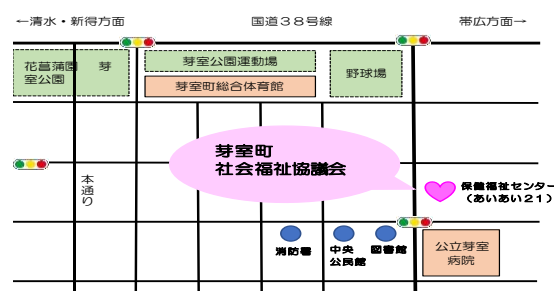 ←清水・新得方面　国道３８号線　帯広方面→
花菖蒲園　芽
室公園
芽室公園運動場
野球場
芽室町総合体育館
芽室町
社会福祉協議会
本通り
保健福祉センター
（あいあい２１）
消防署
中央
公民館
図書館
公立芽室
病院